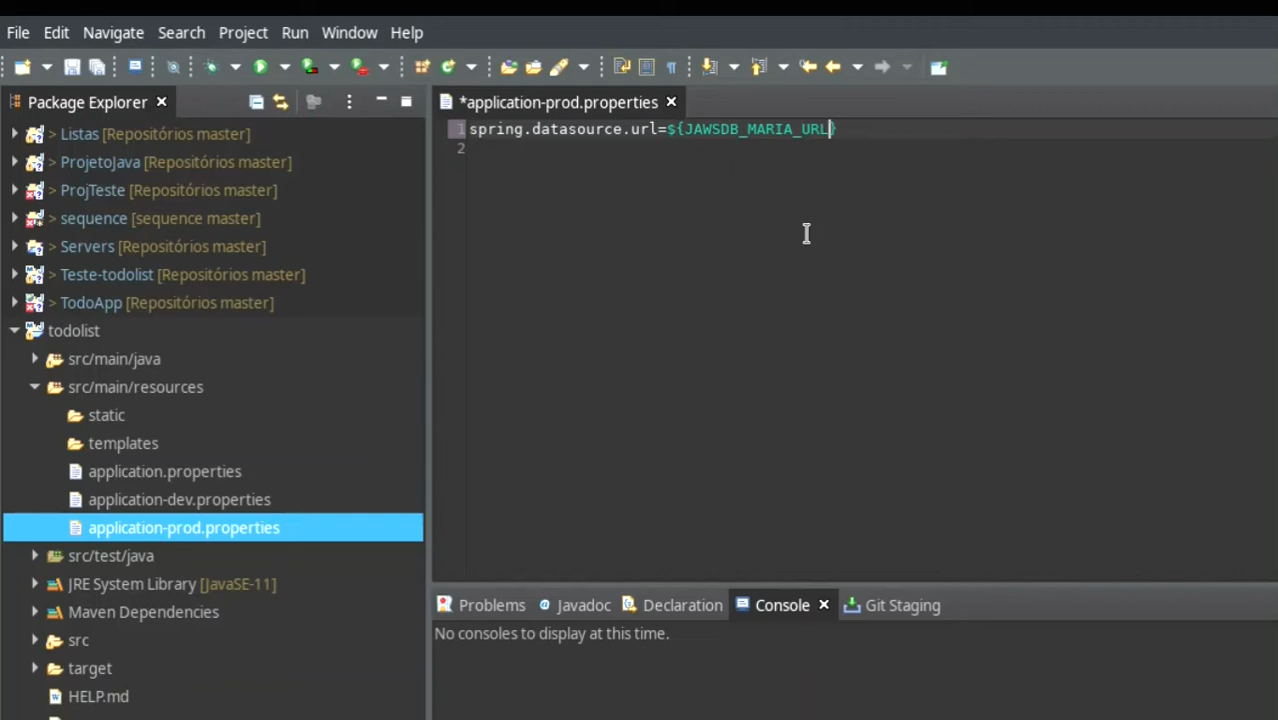 File Edit Navigate Search Project Run Window Help
Package Explorer
*application-prod.properties
> Listas [Repositórios master]
> ProjetoJava [Repositórios master]
> ProjTeste [Repositórios master]
> sequence [sequence master]
> Servers [Repositórios master]
> Teste-todolist [Repositórios master]
> TodoApp [Repositórios master]
todolist
src/main/java
src/main/resources
static
templates
application.properties
application-dev.properties
application-prod.properties
src/test/java
JRE System Library [JavaSE-11]
Maven Dependencies
src
target
HELP.md
1 spring.datasource.url=${JAWSDB_MARIA_URL}
2
Problems @ Javadoc Declaration Console Git Staging
No consoles to display at this time.